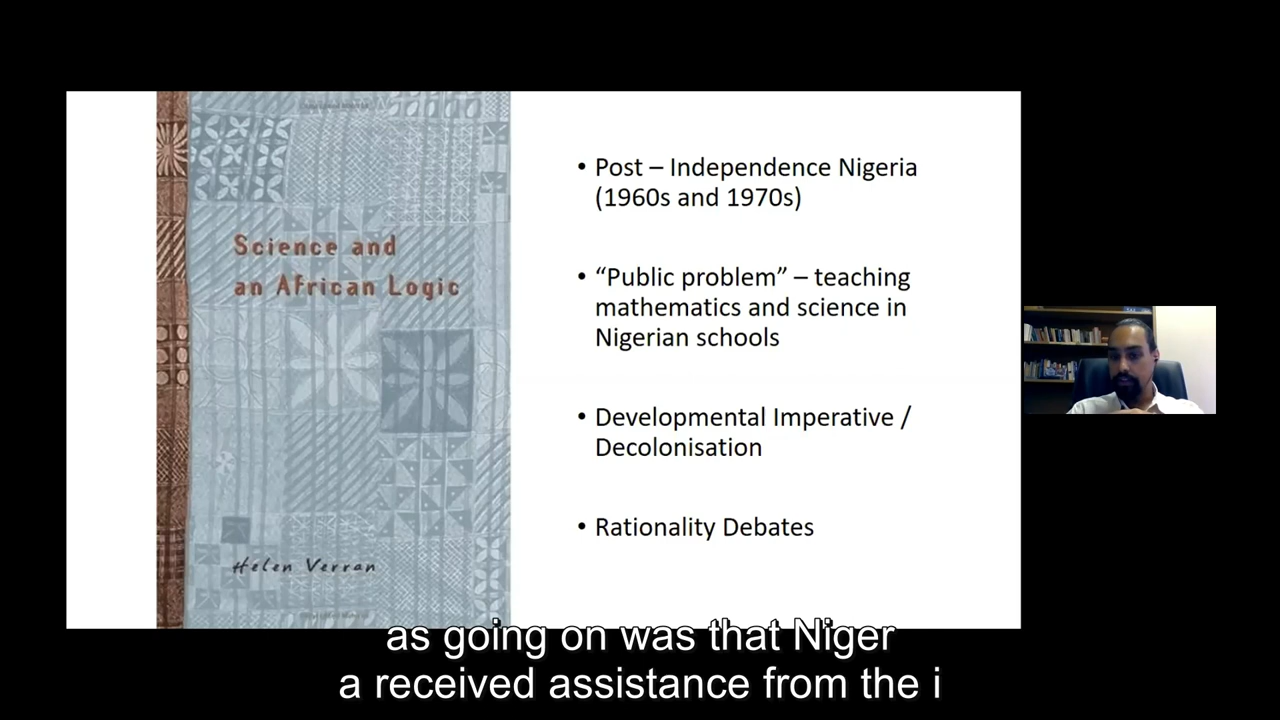 Science and
an African Logic
Helen Verran
• Post – Independence Nigeria
(1960s and 1970s)
• “Public problem” – teaching
mathematics and science in
Nigerian schools
• Developmental Imperative /
Decolonisation
• Rationality Debates
as going on was that Niger
a received assistance from the i